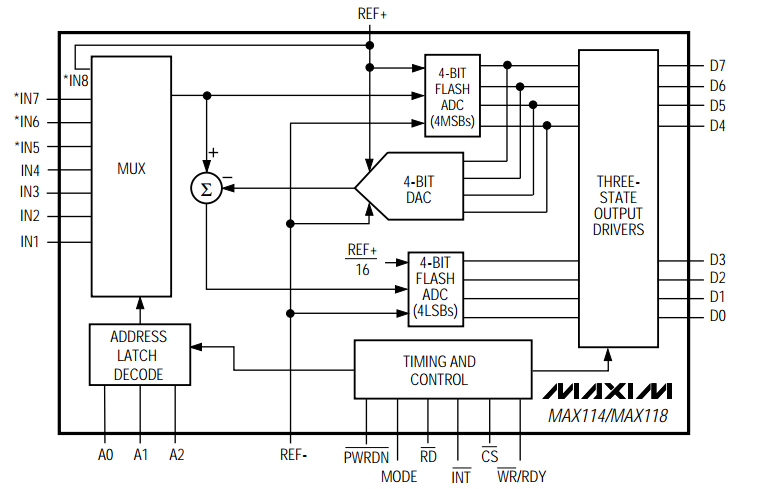 REF+
*IN8
*IN7
*IN6
*IN5
IN4
IN3
IN2
IN1
MUX
+
−
Σ
4-BIT
FLASH
ADC
(4MSBs)
4-BIT
DAC
REF+
16
4-BIT
FLASH
ADC
(4LSBs)
THREE-
STATE
OUTPUT
DRIVERS
D7
D6
D5
D4
D3
D2
D1
D0
ADDRESS
LATCH
DECODE
TIMING AND
CONTROL
MAXIM
MAX114/MAX118
A0
A1
A2
REF-
PWRDN
MODE
RD
INT
CS
WR/RDY